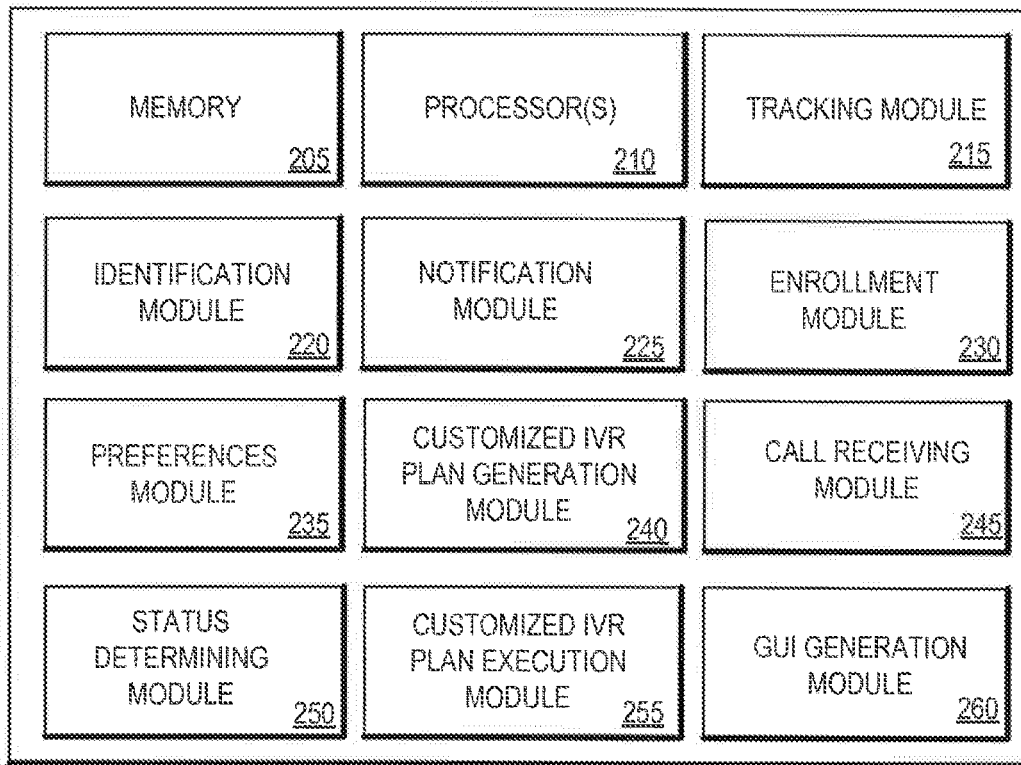 MEMORY
205
PROCESSOR(S)
210
TRACKING MODULE
215
IDENTIFICATION
MODULE
220
NOTIFICATION
MODULE
225
ENROLLMENT
MODULE
230
PREFERENCES
MODULE
235
CUSTOMIZED IVR
PLAN GENERATION
MODULE
240
CALL RECEIVING
MODULE
245
STATUS
DETERMINING
MODULE
250
CUSTOMIZED IVR
PLAN EXECUTION
MODULE
255
GUI GENERATION
MODULE
260